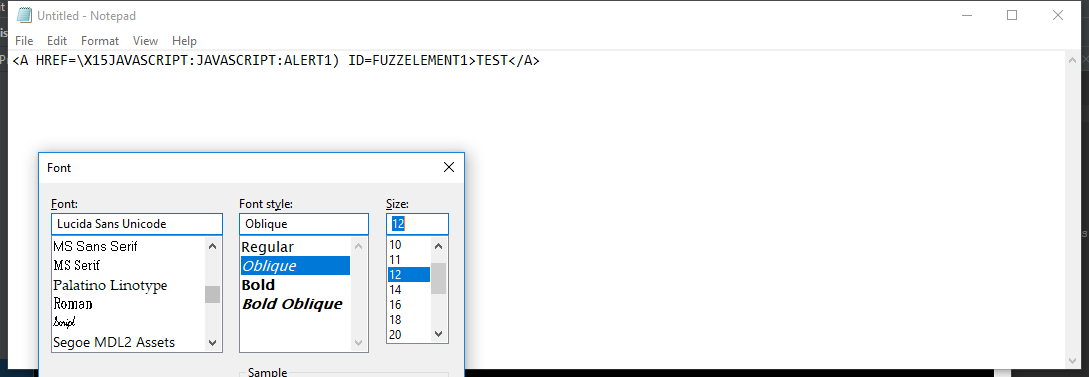 Untitled - Notepad
File Edit Format View Help
<A HREF=\X15JAVASCRIPT:JAVASCRIPT:ALERT1) ID=FUZZELEMENT1>TEST</A>
Font
Font: Font style: Size:
Lucida Sans Unicode Oblique 12
MS Sans Serif Regular 10
MS Serif Oblique 11
Palatino Linotype Bold 12
Roman Bold Oblique 14
Script 16
Segoe MDL2 Assets 18
20
Sample